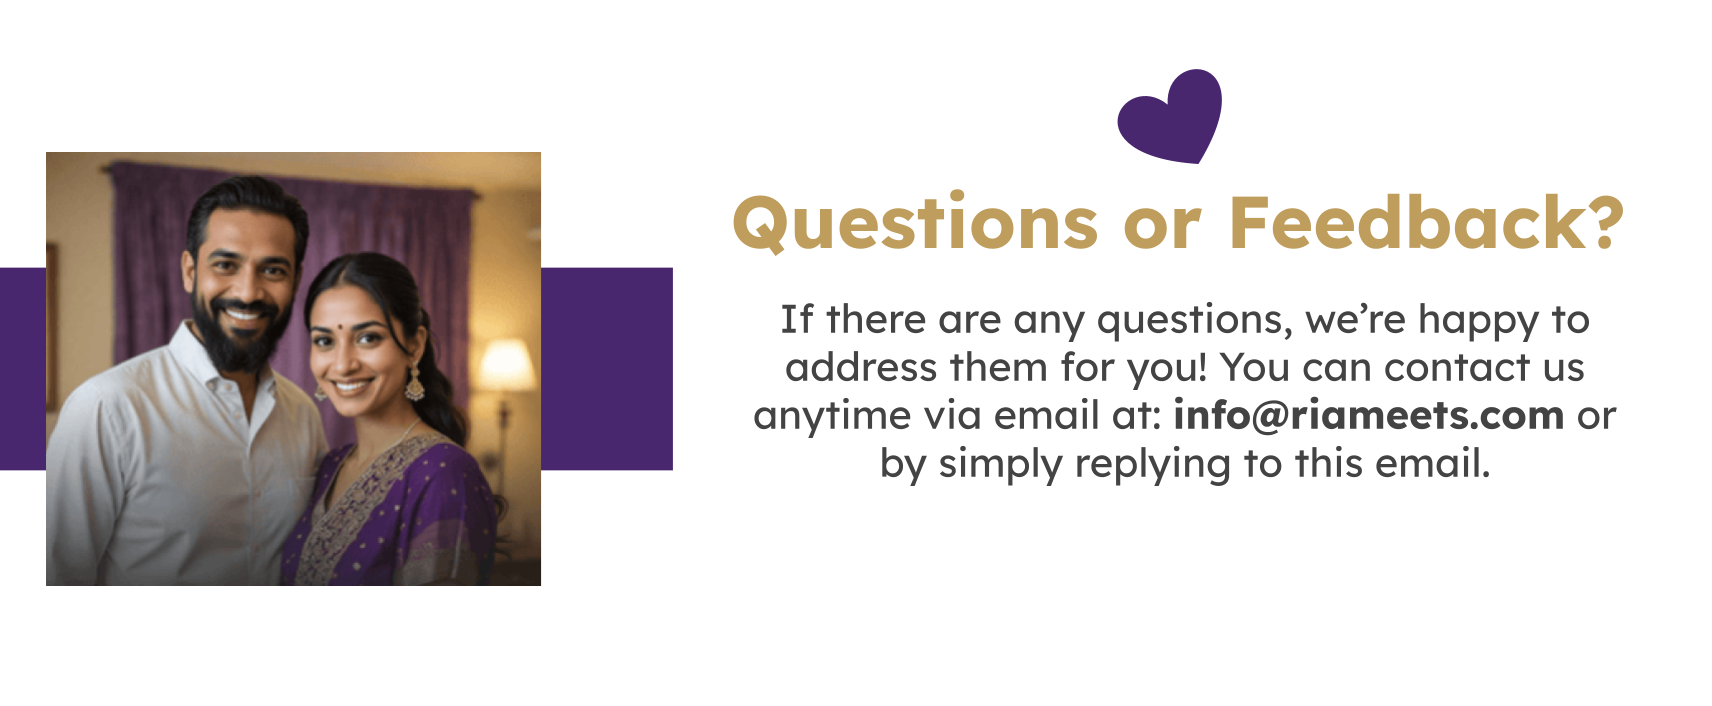 Questions or Feedback?
If there are any questions, we’re happy to
address them for you! You can contact us
anytime via email at: info@riameets.com or
by simply replying to this email.